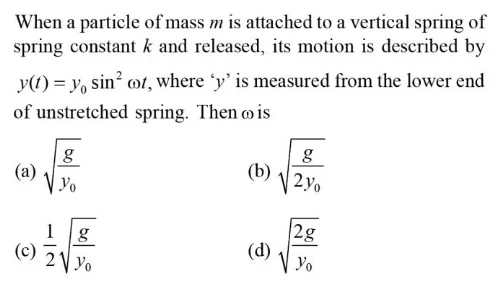 When a particle of mass m is attached to a vertical spring of
spring constant k and released, its motion is described by
y(t) = y₀ sin² ωt, where ‘y’ is measured from the lower end
of unstretched spring. Then ω is
(a) √(g/y₀) (b) √(g/2y₀)
(c) 1/2 √(g/y₀) (d) √(2g/y₀)